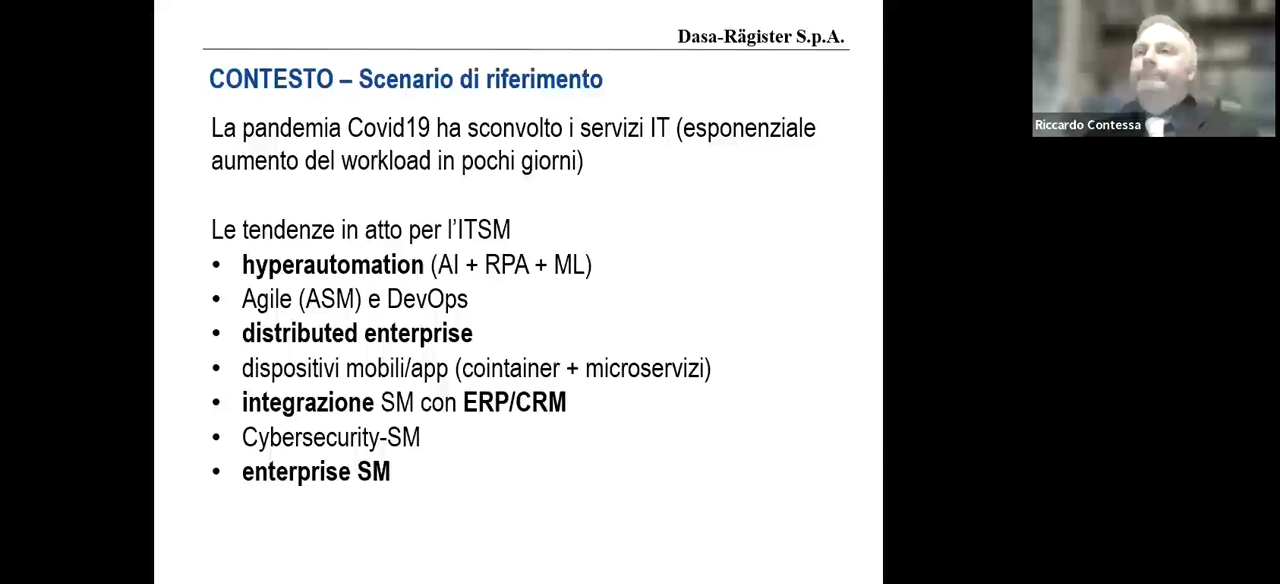 Dasa-Rägister S.p.A.
CONTESTO – Scenario di riferimento
La pandemia Covid19 ha sconvolto i servizi IT (esponenziale
aumento del workload in pochi giorni)
Le tendenze in atto per l’ITSM
• hyperautomation (AI + RPA + ML)
• Agile (ASM) e DevOps
• distributed enterprise
• dispositivi mobili/app (cointainer + microservizi)
• integrazione SM con ERP/CRM
• Cybersecurity-SM
• enterprise SM
Riccardo Contessa